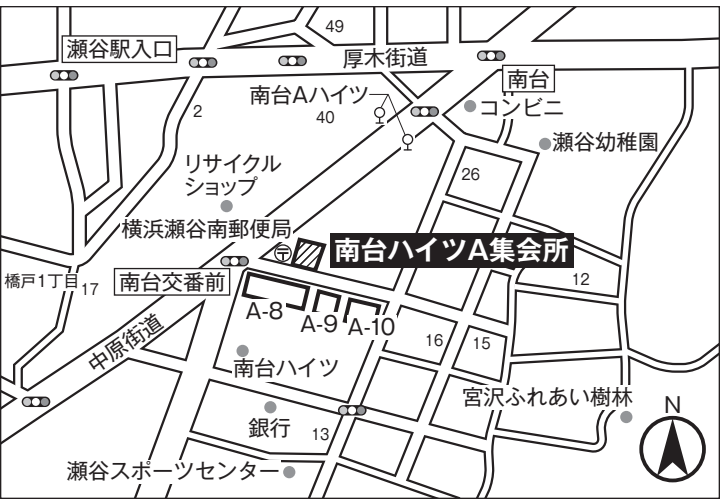 49
瀬谷駅入口
厚木街道
南台
南台Aハイツ
コンビニ
2
40
瀬谷幼稚園
リサイクル
ショップ
26
横浜瀬谷南郵便局
〒
南台ハイツA集会所
橋戸1丁目
17
南台交番前
12
A-8
A-9
A-10
中原街道
16
15
南台ハイツ
宮沢ふれあい樹林
N
銀行
13
瀬谷スポーツセンター